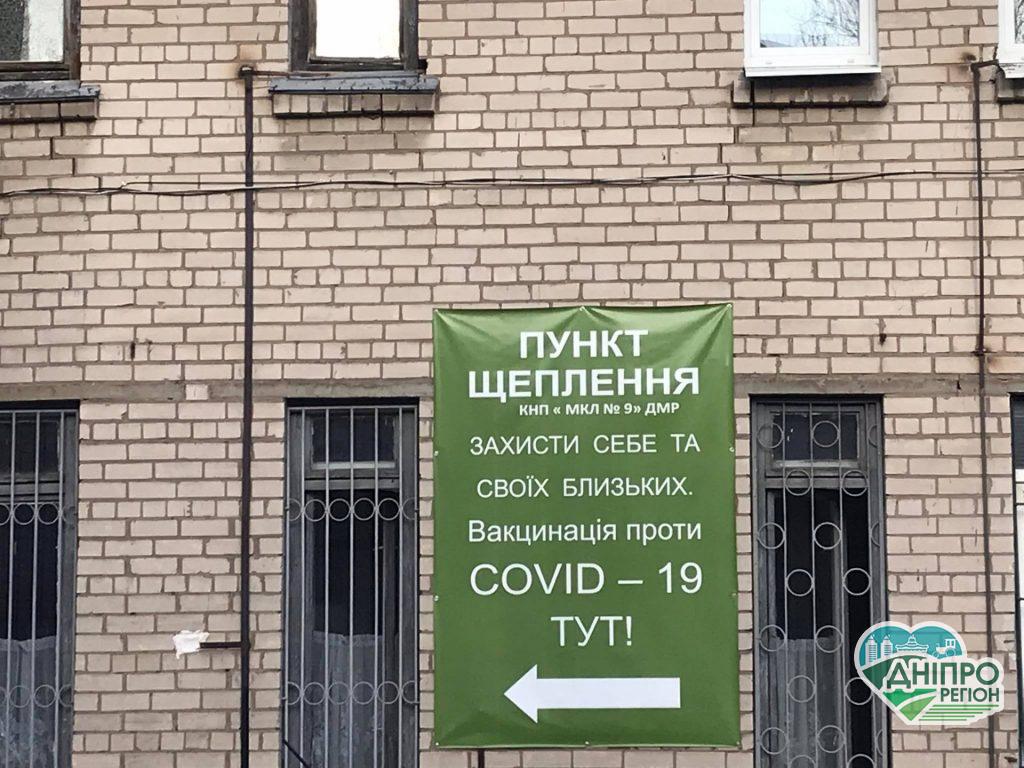 ПУНКТ
ЩЕПЛЕННЯ
КНП « МКЛ № 9» ДМР
ЗАХИСТИ СЕБЕ ТА
СВОЇХ БЛИЗЬКИХ.
Вакцинація проти
COVID – 19
ТУТ!
ДНІПРО
РЕГІОН